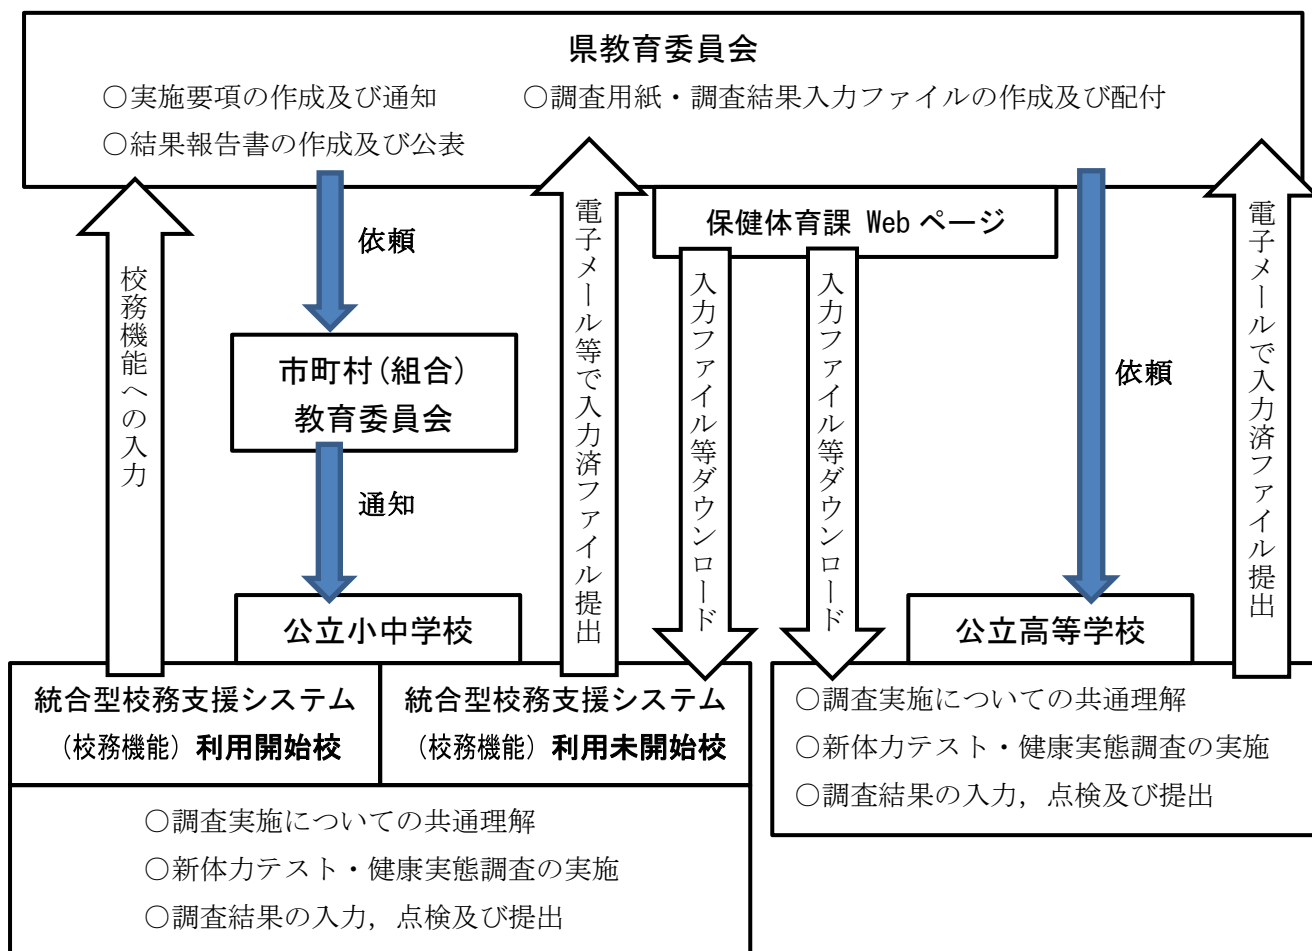 県教育委員会
○実施要項の作成及び通知
○調査用紙・調査結果入力ファイルの作成及び配付
○結果報告書の作成及び公表
保健体育課 Web ページ
校務機能への入力
依頼
市町村(組合)
教育委員会
通知
電子メール等で入力済ファイル提出
入力ファイル等ダウンロード
入力ファイル等ダウンロード
依頼
電子メールで入力済ファイル提出
公立小中学校
統合型校務支援システム
(校務機能) 利用開始校
統合型校務支援システム
(校務機能) 利用未開始校
○調査実施についての共通理解
○新体力テスト・健康実態調査の実施
○調査結果の入力，点検及び提出
公立高等学校
○調査実施についての共通理解
○新体力テスト・健康実態調査の実施
○調査結果の入力，点検及び提出